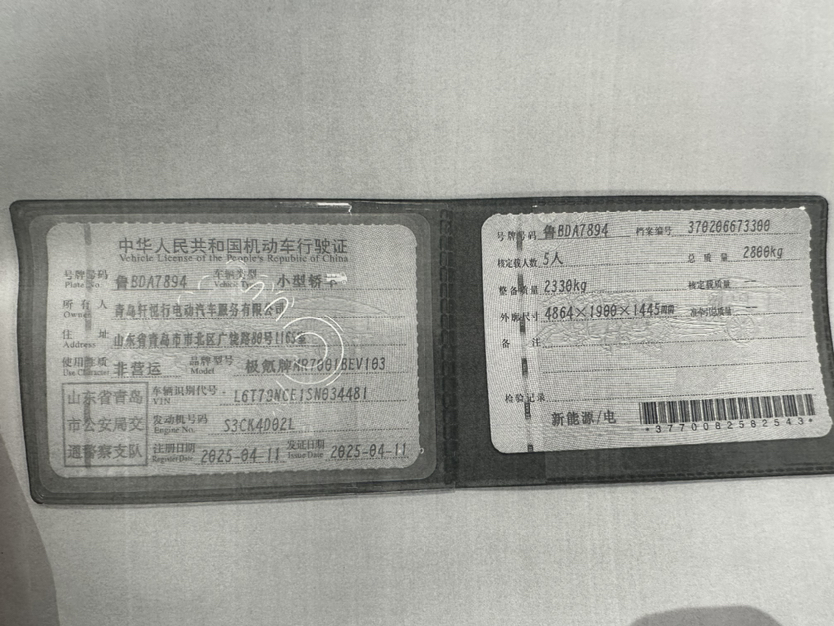 中华人民共和国机动车行驶证
Vehicle License of the People's Republic of China
号牌号码 鲁BDA7894 车辆类型 小型轿车
Plate No. Vehicle Type
所有人 青岛轩悦行电动汽车服务有限公司
Owner
住址 山东省青岛市市北区广饶路80号1163室
Address
使用性质 非营运 品牌型号 极氪牌MR7001BEV103
Use Character Model
山东省青岛
市公安局交
通警察支队
车辆识别代号 L6T79NCE1SN034481
VIN
发动机号码 S3CK4D02L
Engine No.
注册日期 2025-04-11 发证日期 2025-04-11
Register Date Issue Date
号牌号码 鲁BDA7894 档案编号 370206673300
核定载人数 5人 总质量 2800kg
整备质量 2330kg 核定载质量 --
外廓尺寸 4864×1900×1445mm 准牵引总质量 --
备注
检验记录
新能源/电
*3770082582543*